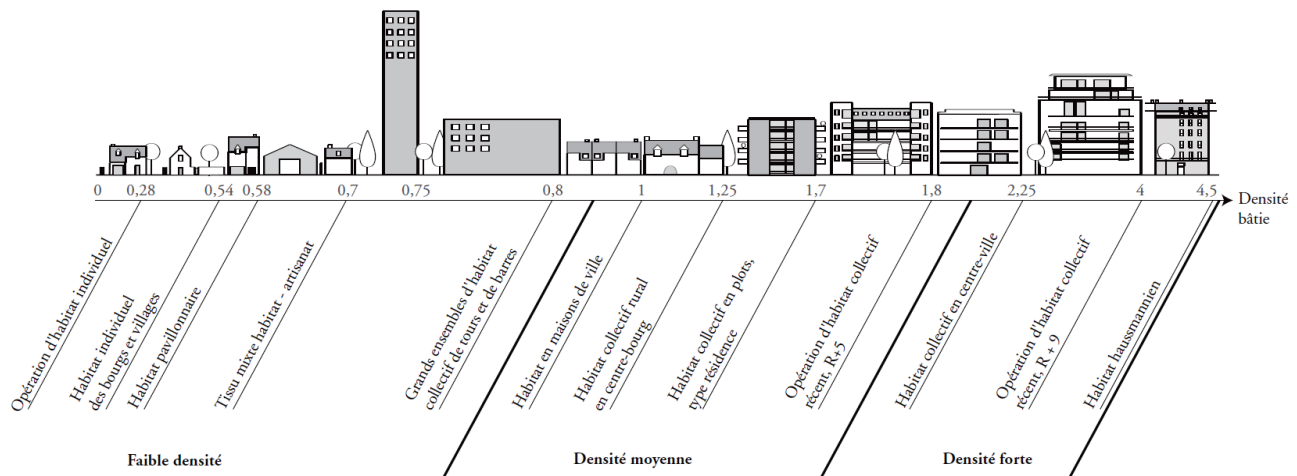 0
0,28
0,54
0,58
0,7
0,75
0,8
1
1,25
1,7
1,8
2,25
4
4,5
Densité
bâtie
Opération d'habitat individuel
Habitat individuel
des bourgs et villages
Habitat pavillonnaire
Tissu mixte habitat - artisanat
Grands ensembles d'habitat
collectif de tours et de barres
Habitat en maisons de ville
Habitat collectif rural
en centre-bourg
Habitat collectif en plots,
type résidence
Opération d'habitat collectif
récent, R+5
Habitat collectif en centre-ville
Opération d'habitat collectif
récent, R + 9
Habitat haussmannien
Faible densité
Densité moyenne
Densité forte